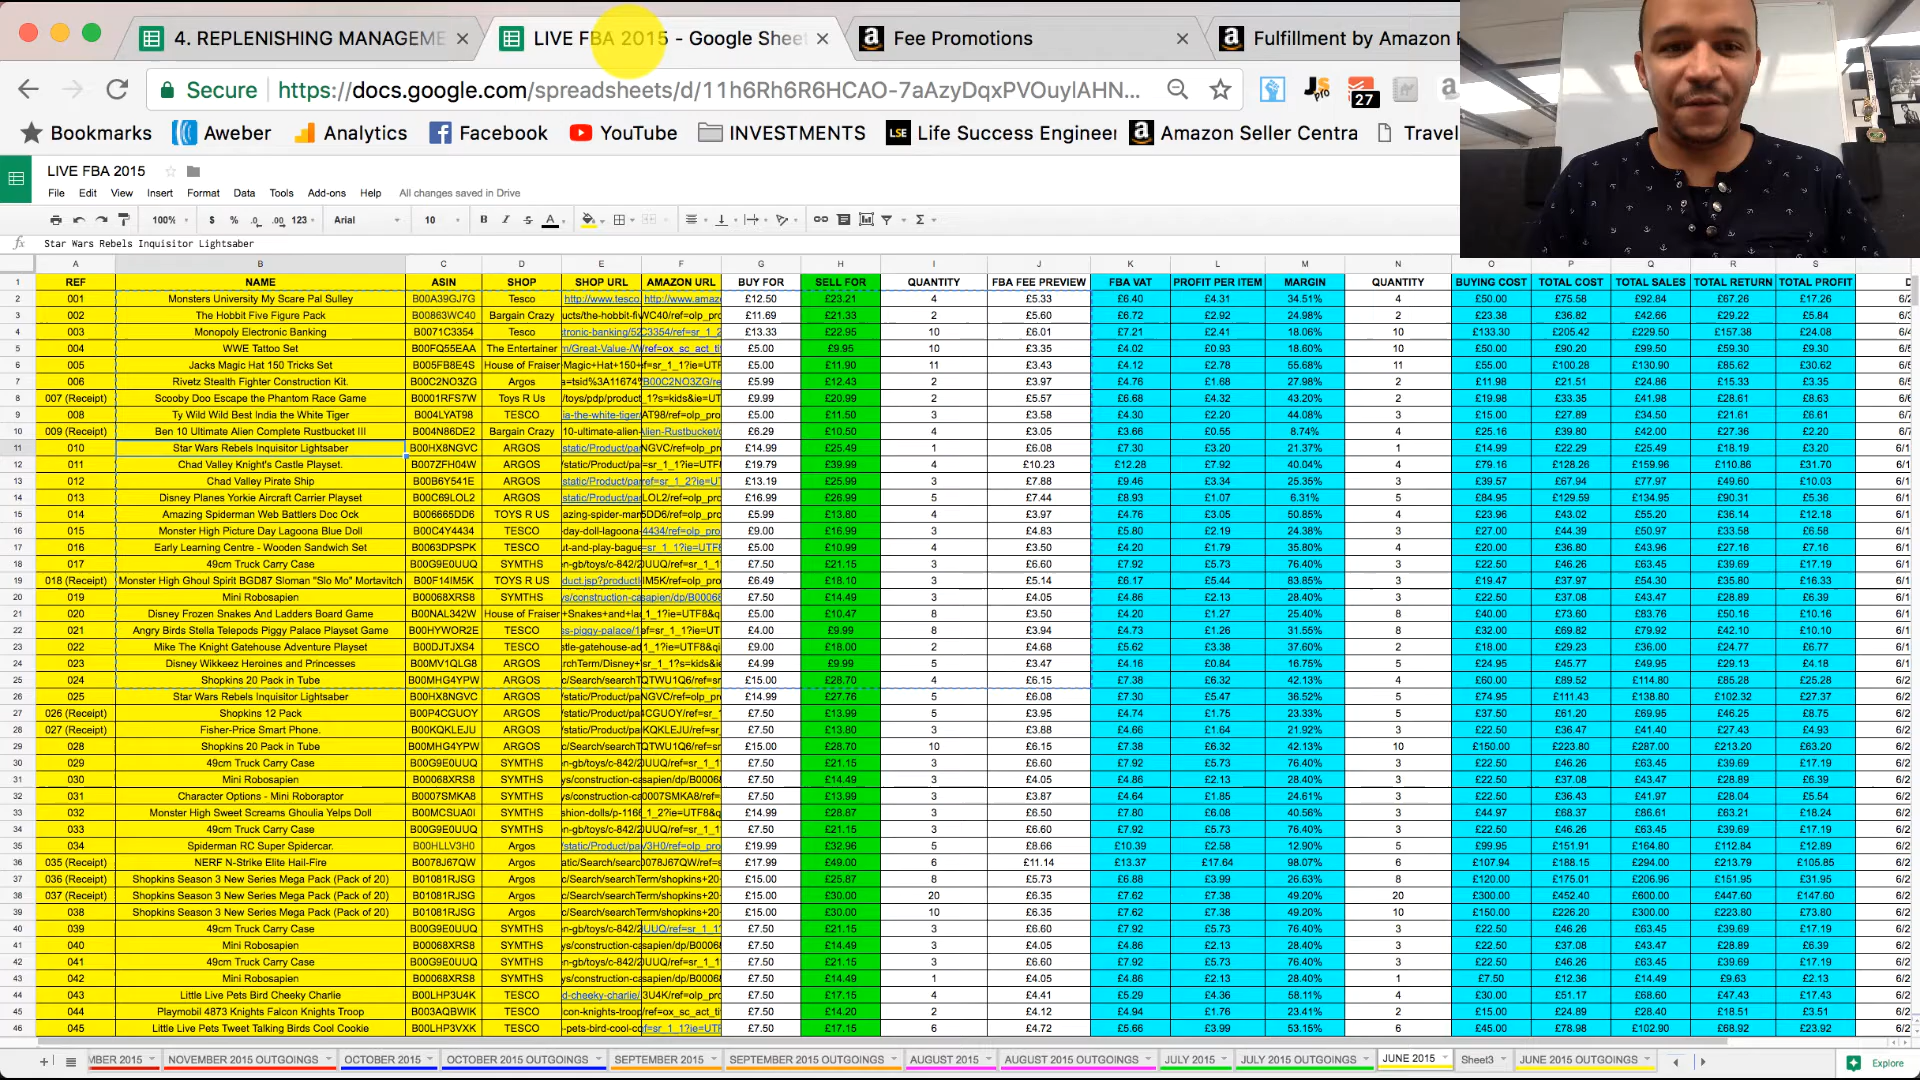 4. REPLENISHING MANAGEME
LIVE FBA 2015 - Google Shee
Fee Promotions
Fulfillment by Amazon
Secure https://docs.google.com/spreadsheets/d/11h6Rh6R6HCAO-7aAzyDqxPVOuylAHN...
27
Bookmarks Aweber Analytics Facebook YouTube INVESTMENTS LSE Life Success Engineer Amazon Seller Centra Travel
LIVE FBA 2015
File Edit View Insert Format Data Tools Add-ons Help All changes saved in Drive
100% $ % .0 .00 123 Arial 10
Star Wars Rebels Inquisitor Lightsaber
A B C D E F G H I J K L M N O P Q R S
1 REF NAME ASIN SHOP SHOP URL AMAZON URL BUY FOR SELL FOR QUANTITY FBA FEE PREVIEW FBA VAT PROFIT PER ITEM MARGIN QUANTITY BUYING COST TOTAL COST TOTAL SALES TOTAL RETURN TOTAL PROFIT
2 001 Monsters University My Scare Pal Sulley B00A39GJ7G Tesco http://www.tesco. http://www.amaz £12.50 £23.21 4 £5.33 £6.40 £4.31 34.51% 4 £50.00 £75.58 £92.84 £67.26 £17.26
3 002 The Hobbit Five Figure Pack B00863WC40 Bargain Crazy £11.69 £21.33 2 £5.60 £6.72 £2.92 24.98% 2 £23.38 £36.82 £42.66 £29.22 £5.84
4 003 Monopoly Electronic Banking B0071C3354 Tesco £13.33 £22.95 10 £6.01 £7.21 £2.41 18.06% 10 £133.30 £205.42 £229.50 £157.38 £24.08
5 004 WWE Tattoo Set B00FQ55EAA The Entertainer £5.00 £9.95 10 £3.35 £4.02 £0.93 18.60% 10 £50.00 £90.20 £99.50 £59.30 £9.30
6 005 Jacks Magic Hat 150 Tricks Set B005FB8E4S House of Fraiser £5.00 £11.90 11 £3.43 £4.12 £2.78 55.68% 11 £55.00 £100.28 £130.90 £85.62 £30.62
7 006 Rivetz Stealth Fighter Construction Kit. B00C2NO3ZG Argos £5.99 £12.43 2 £3.97 £4.76 £1.68 27.98% 2 £11.98 £21.51 £24.86 £15.33 £3.35
8 007 (Receipt) Scooby Doo Escape the Phantom Race Game B0001RFS7W Toys R Us £9.99 £20.99 2 £5.57 £6.68 £4.32 43.20% 2 £19.98 £33.35 £41.98 £28.61 £8.63
9 008 Ty Wild Wild Best India the White Tiger B004LYAT98 TESCO £5.00 £11.50 3 £3.58 £4.30 £2.20 44.08% 3 £15.00 £27.89 £34.50 £21.61 £6.61
10 009 (Receipt) Ben 10 Ultimate Alien Complete Rustbucket III B004N86DE2 Bargain Crazy £6.29 £10.50 4 £3.05 £3.66 £0.55 8.74% 4 £25.16 £39.80 £42.00 £27.36 £2.20
11 010 Star Wars Rebels Inquisitor Lightsaber B00HX8NGVC ARGOS £14.99 £25.49 1 £6.08 £7.30 £3.20 21.37% 1 £14.99 £22.29 £25.49 £18.19 £3.20
12 011 Chad Valley Knight's Castle Playset. B007ZFH04W ARGOS £19.79 £39.99 4 £10.23 £12.28 £7.92 40.04% 4 £79.16 £128.26 £159.96 £110.86 £31.70
13 012 Chad Valley Pirate Ship B00B6Y541E ARGOS £13.19 £25.99 3 £7.88 £9.46 £3.34 25.35% 3 £39.57 £67.94 £77.97 £49.60 £10.03
14 013 Disney Planes Yorkie Aircraft Carrier Playset B00C69LOL2 ARGOS £16.99 £26.99 5 £7.44 £8.93 £1.07 6.31% 5 £84.95 £129.59 £134.95 £90.31 £5.36
15 014 Amazing Spiderman Web Battlers Doc Ock B006665DD6 TOYS R US £5.99 £13.80 4 £3.97 £4.76 £3.05 50.85% 4 £23.96 £43.02 £55.20 £36.14 £12.18
16 015 Monster High Picture Day Lagoona Blue Doll B00C4Y4434 TESCO £9.00 £16.99 3 £4.83 £5.80 £2.19 24.38% 3 £27.00 £44.39 £50.97 £33.58 £6.58
17 016 Early Learning Centre - Wooden Sandwich Set B0063DPSPK TESCO £5.00 £10.99 4 £3.50 £4.20 £1.79 35.80% 4 £20.00 £36.80 £43.96 £27.16 £7.16
18 017 49cm Truck Carry Case B00G9E0UUQ SYMTHS £7.50 £21.15 3 £6.60 £7.92 £5.73 76.40% 3 £22.50 £46.26 £63.45 £39.69 £17.19
19 018 (Receipt) Monster High Ghoul Spirit BGD87 Sloman "Slo Mo" Mortavitch B00F14IM5K TOYS R US £6.49 £18.10 3 £5.14 £6.17 £5.44 83.85% 3 £19.47 £37.97 £54.30 £35.80 £16.33
20 019 Mini Robosapien B00068XRS8 SYMTHS £7.50 £14.49 3 £4.05 £4.86 £2.13 28.40% 3 £22.50 £37.08 £43.47 £28.89 £6.39
21 020 Disney Frozen Snakes And Ladders Board Game B00NAL342W House of Fraiser £5.00 £10.47 8 £3.50 £4.20 £1.27 25.40% 8 £40.00 £73.60 £83.76 £50.16 £10.16
22 021 Angry Birds Stella Telepods Piggy Palace Playset Game B00HYWOR2E TESCO £4.00 £9.99 8 £3.94 £4.73 £1.26 31.55% 8 £32.00 £69.82 £79.92 £42.10 £10.10
23 022 Mike The Knight Gatehouse Adventure Playset B00DJTJXS4 TESCO £9.00 £18.00 2 £4.68 £5.62 £3.38 37.60% 2 £18.00 £29.23 £36.00 £24.77 £6.77
24 023 Disney Wikkeez Heroines and Princesses B00MV1QLG8 ARGOS £4.99 £9.99 5 £3.47 £4.16 £0.84 16.75% 5 £24.95 £45.77 £49.95 £29.13 £4.18
25 024 Shopkins 20 Pack in Tube B00MHG4YPW ARGOS £15.00 £28.70 4 £6.15 £7.38 £6.32 42.13% 4 £60.00 £89.52 £114.80 £85.28 £25.28
26 025 Star Wars Rebels Inquisitor Lightsaber B00HX8NGVC ARGOS £14.99 £27.76 5 £6.08 £7.30 £5.47 36.52% 5 £74.95 £111.43 £138.80 £102.32 £27.37
27 026 (Receipt) Shopkins 12 Pack B00P4CGUOY ARGOS £7.50 £13.99 5 £3.95 £4.74 £1.75 23.33% 5 £37.50 £61.20 £69.95 £46.25 £8.75
28 027 (Receipt) Fisher-Price Smart Phone. B00KQKLEJU ARGOS £7.50 £13.80 3 £3.88 £4.66 £1.64 21.92% 3 £22.50 £36.47 £41.40 £27.43 £4.93
29 028 Shopkins 20 Pack in Tube B00MHG4YPW ARGOS £15.00 £28.70 10 £6.15 £7.38 £6.32 42.13% 10 £150.00 £223.80 £287.00 £213.20 £63.20
30 029 49cm Truck Carry Case B00G9E0UUQ SYMTHS £7.50 £21.15 3 £6.60 £7.92 £5.73 76.40% 3 £22.50 £46.26 £63.45 £39.69 £17.19
31 030 Mini Robosapien B00068XRS8 SYMTHS £7.50 £14.49 3 £4.05 £4.86 £2.13 28.40% 3 £22.50 £37.08 £43.47 £28.89 £6.39
32 031 Character Options - Mini Roboraptor B0007SMKA8 SYMTHS £7.50 £13.99 3 £3.87 £4.64 £1.85 24.61% 3 £22.50 £36.43 £41.97 £28.04 £5.54
33 032 Monster High Sweet Screams Ghoulia Yelps Doll B00MCSUA0I SYMTHS £14.99 £28.87 3 £6.50 £7.80 £6.08 40.56% 3 £44.97 £68.37 £86.61 £63.21 £18.24
34 033 49cm Truck Carry Case B00G9E0UUQ SYMTHS £7.50 £21.15 3 £6.60 £7.92 £5.73 76.40% 3 £22.50 £46.26 £63.45 £39.69 £17.19
35 034 Spiderman RC Super Spidercar. B00HLLV3H0 ARGOS £19.99 £32.96 5 £8.66 £10.39 £2.58 12.90% 5 £99.95 £151.91 £164.80 £112.84 £12.89
36 035 (Receipt) NERF N-Strike Elite Hail-Fire B0078J67QW Argos £17.99 £49.00 6 £11.14 £13.37 £17.64 98.07% 6 £107.94 £188.15 £294.00 £213.79 £105.85
37 036 (Receipt) Shopkins Season 3 New Series Mega Pack (Pack of 20) B01081RJSG Argos £15.00 £25.87 8 £5.73 £6.88 £3.99 26.63% 8 £120.00 £175.01 £206.96 £151.95 £31.95
38 037 (Receipt) Shopkins Season 3 New Series Mega Pack (Pack of 20) B01081RJSG Argos £15.00 £30.00 20 £6.35 £7.62 £7.38 49.20% 20 £300.00 £452.40 £600.00 £447.60 £147.60
39 038 Shopkins Season 3 New Series Mega Pack (Pack of 20) B01081RJSG Argos £15.00 £30.00 10 £6.35 £7.62 £7.38 49.20% 10 £150.00 £226.20 £300.00 £223.80 £73.80
40 039 49cm Truck Carry Case B00G9E0UUQ SYMTHS £7.50 £21.15 3 £6.60 £7.92 £5.73 76.40% 3 £22.50 £46.26 £63.45 £39.69 £17.19
41 040 Mini Robosapien B00068XRS8 SYMTHS £7.50 £14.49 3 £4.05 £4.86 £2.13 28.40% 3 £22.50 £37.08 £43.47 £28.89 £6.39
42 041 49cm Truck Carry Case B00G9E0UUQ SYMTHS £7.50 £21.15 3 £6.60 £7.92 £5.73 76.40% 3 £22.50 £46.26 £63.45 £39.69 £17.19
43 042 Mini Robosapien B00068XRS8 SYMTHS £7.50 £14.49 1 £4.05 £4.86 £2.13 28.40% 1 £7.50 £12.36 £14.49 £9.63 £2.13
44 043 Little Live Pets Bird Cheeky Charlie B00LHP3U4K TESCO £7.50 £17.15 4 £4.41 £5.29 £4.36 58.11% 4 £30.00 £51.17 £68.60 £47.43 £17.43
45 044 Playmobil 4873 Knights Falcon Knights Troop B003AQBWIK TESCO £7.50 £14.20 2 £4.12 £4.94 £1.76 23.41% 2 £15.00 £24.89 £28.40 £18.51 £3.51
46 045 Little Live Pets Tweet Talking Birds Cool Cookie B00LHP3VXK TESCO £7.50 £17.15 6 £4.72 £5.66 £3.99 53.15% 6 £45.00 £78.98 £102.90 £68.92 £23.92
MBER 2015 NOVEMBER 2015 OUTGOINGS OCTOBER 2015 OCTOBER 2015 OUTGOINGS SEPTEMBER 2015 SEPTEMBER 2015 OUTGOINGS AUGUST 2015 AUGUST 2015 OUTGOINGS JULY 2015 JULY 2015 OUTGOINGS JUNE 2015 Sheet3 JUNE 2015 OUTGOINGS Explore